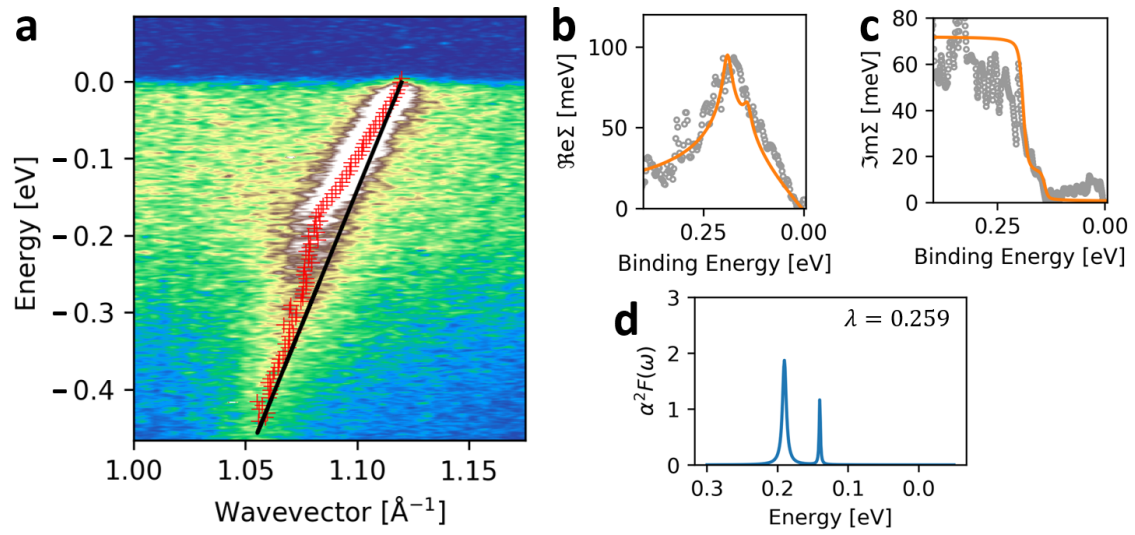 a
0.0
−0.1
−0.2
−0.3
−0.4
Energy [eV]
1.00
1.05
1.10
1.15
Wavevector [Å⁻¹]
b
100
50
0
ℜeΣ [meV]
0.25
0.00
Binding Energy [eV]
c
80
60
40
20
0
ℑmΣ [meV]
0.25
0.00
Binding Energy [eV]
d
λ = 0.259
3
2
1
0
α²F(ω)
0.3
0.2
0.1
0.0
Energy [eV]